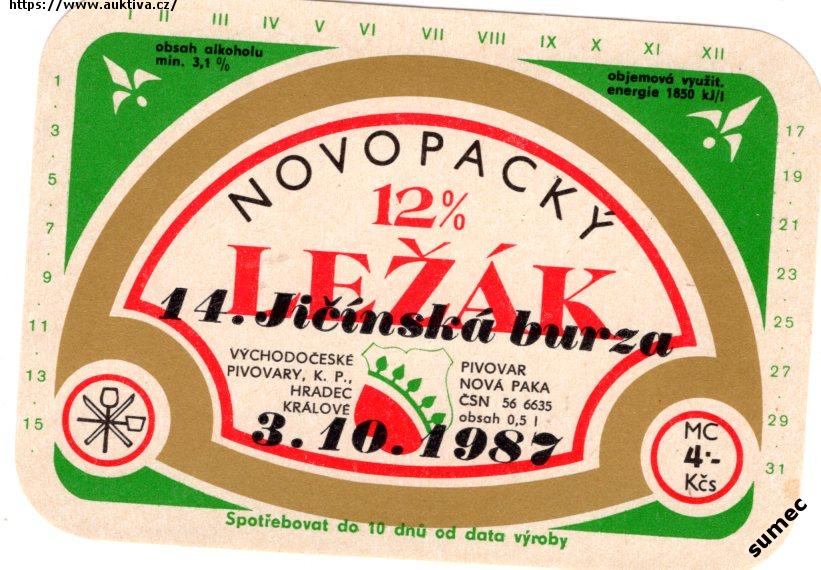 https://www.auktiva.cz/
I II III IV V VI VII VIII IX X XI XII
obsah alkoholu
min. 3,1 %
objemová využit.
energie 1850 kJ/l
1
3
5
7
9
11
13
15
17
19
21
23
25
27
29
31
NOVOPACKÝ
12%
LEŽÁK
14. Jičínská burza
VÝCHODOČESKÉ
PIVOVARY, K. P.,
HRADEC
KRÁLOVÉ
PIVOVAR
NOVÁ PAKA
ČSN 56 6635
obsah 0,5 l
3. 10. 1987
MC
4·-
Kčs
Spotřebovat do 10 dnů od data výroby
sumec